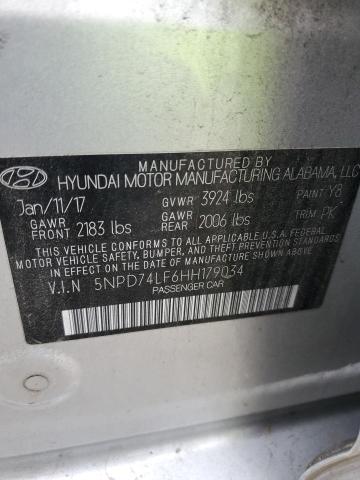 MANUFACTURED BY
HYUNDAI MOTOR MANUFACTURING ALABAMA, LLC
Jan/11/17 GVWR 3924 lbs PAINT Y8
GAWR FRONT 2183 lbs GAWR REAR 2006 lbs TRIM PK
THIS VEHICLE CONFORMS TO ALL APPLICABLE U.S.A. FEDERAL
MOTOR VEHICLE SAFETY, BUMPER, AND THEFT PREVENTION STANDARDS
IN EFFECT ON THE DATE OF MANUFACTURE SHOWN ABOVE.
V.I.N 5NPD74LF6HH179034
PASSENGER CAR